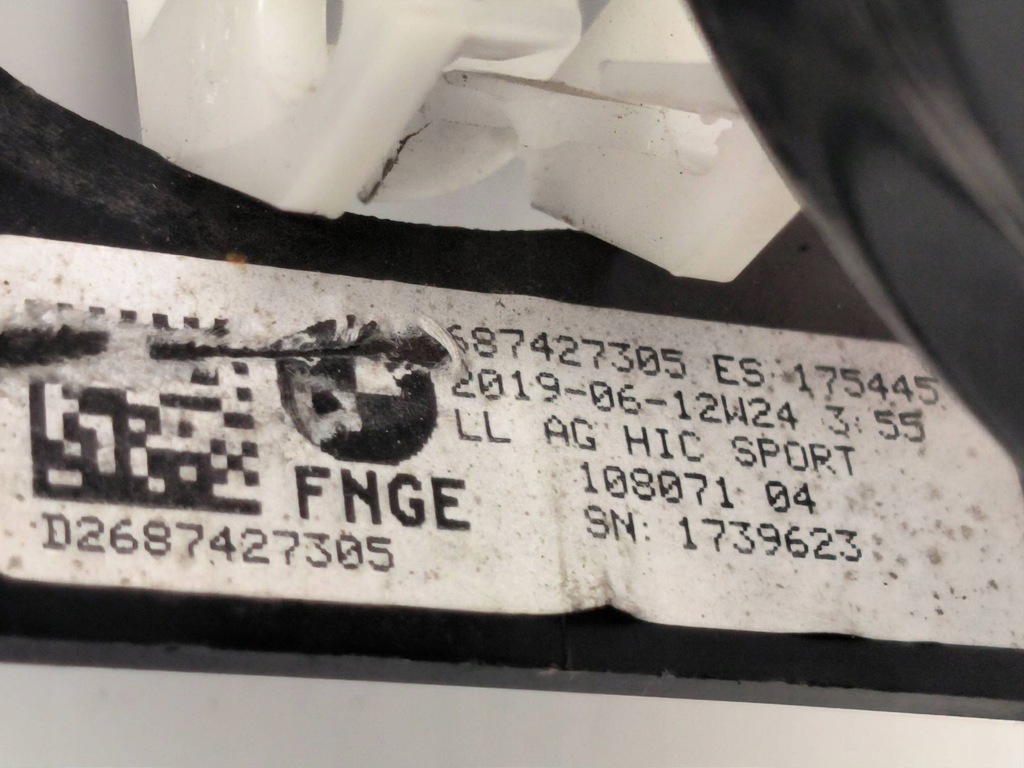 687427305 ES: 175445
2019-06-12W24 3:55
LL AG HIC SPORT
108071 04
SN: 1739623
FNGE
D2687427305